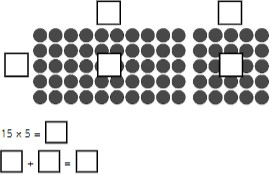 15 × 5 =
+ =